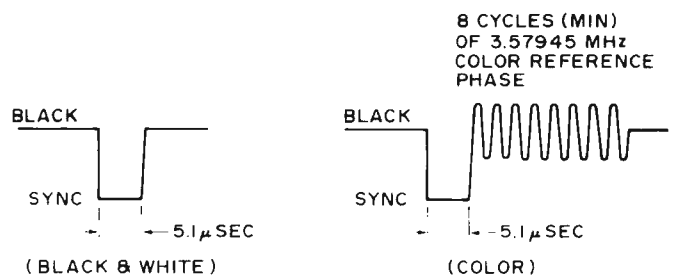 8 CYCLES (MIN)
OF 3.57945 MHz
COLOR REFERENCE
PHASE
BLACK
SYNC
5.1 μ SEC
(BLACK & WHITE)
BLACK
SYNC
5.1 μ SEC
(COLOR)